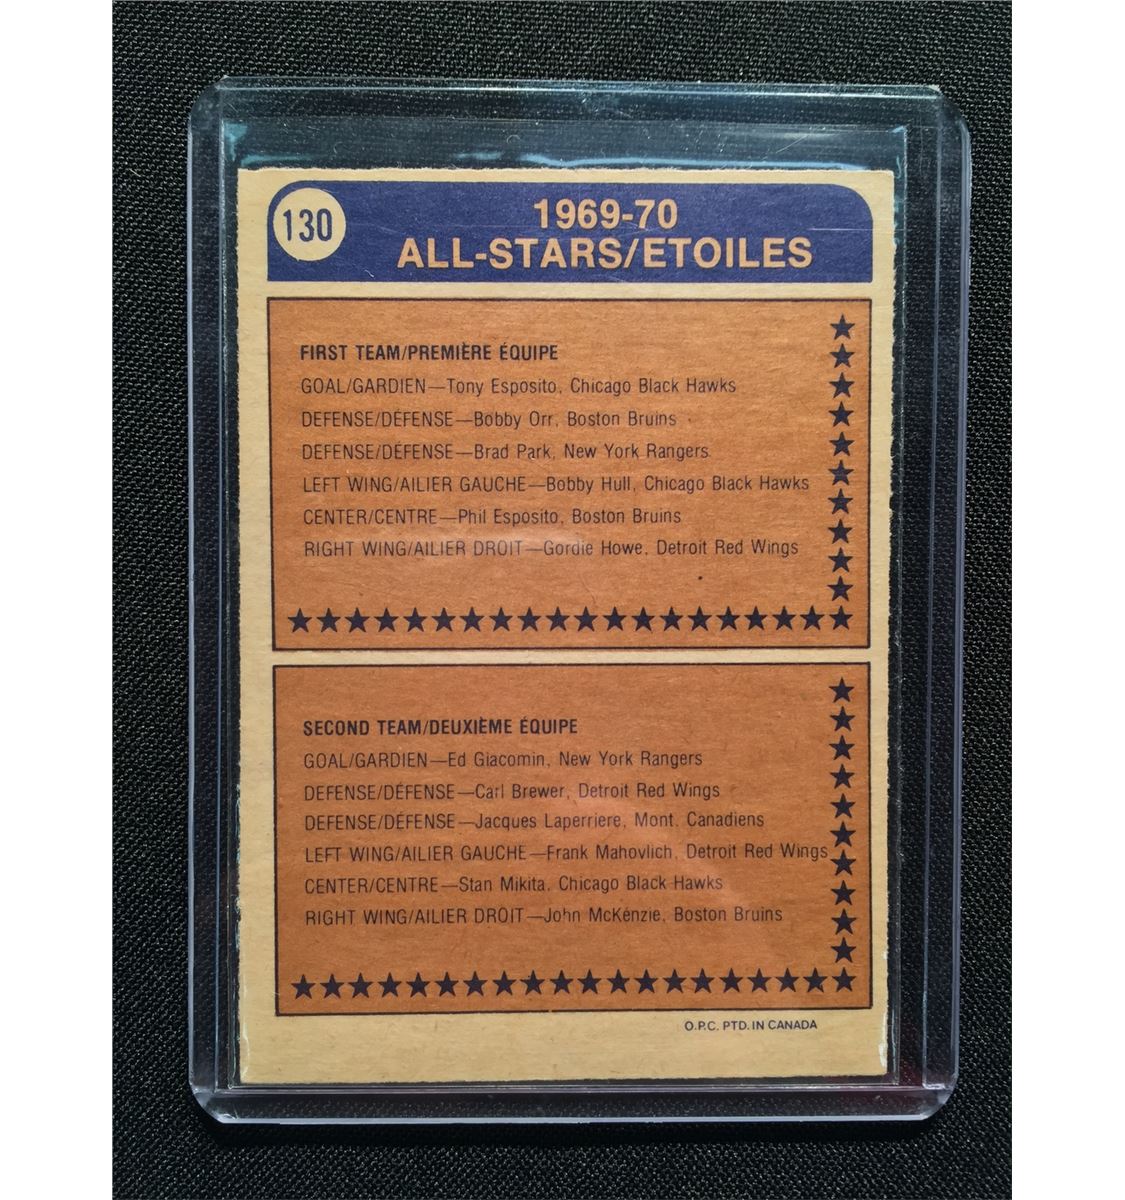 130
1969-70
ALL-STARS/ETOILES
FIRST TEAM/PREMIÈRE ÉQUIPE
GOAL/GARDIEN—Tony Esposito, Chicago Black Hawks
DEFENSE/DÉFENSE—Bobby Orr, Boston Bruins
DEFENSE/DÉFENSE—Brad Park, New York Rangers
LEFT WING/AILIER GAUCHE—Bobby Hull, Chicago Black Hawks
CENTER/CENTRE—Phil Esposito, Boston Bruins
RIGHT WING/AILIER DROIT—Gordie Howe, Detroit Red Wings
SECOND TEAM/DEUXIÈME ÉQUIPE
GOAL/GARDIEN—Ed Giacomin, New York Rangers
DEFENSE/DÉFENSE—Carl Brewer, Detroit Red Wings
DEFENSE/DÉFENSE—Jacques Laperriere, Mont. Canadiens
LEFT WING/AILIER GAUCHE—Frank Mahovlich, Detroit Red Wings
CENTER/CENTRE—Stan Mikita, Chicago Black Hawks
RIGHT WING/AILIER DROIT—John McKenzie, Boston Bruins
O.P.C. PTD. IN CANADA